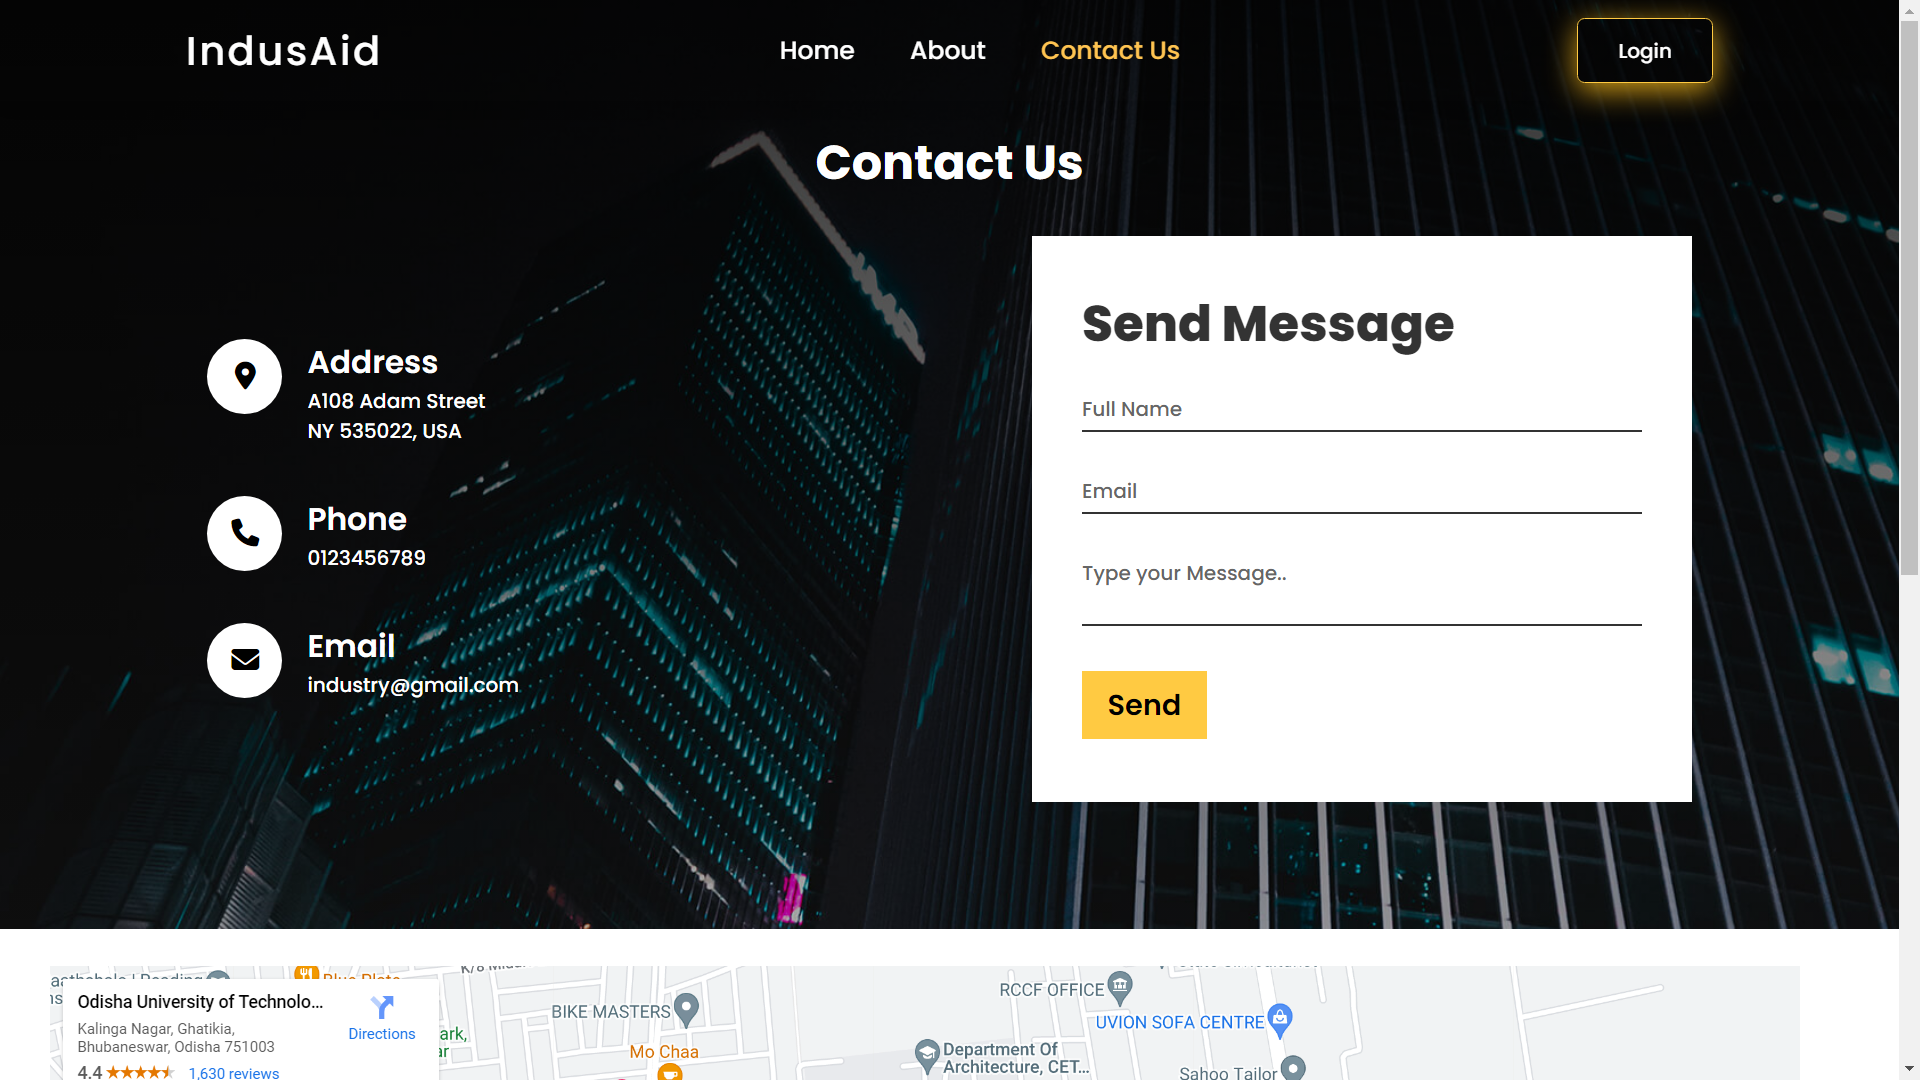 IndusAid
Home
About
Contact Us
Login
Contact Us
Address
A108 Adam Street
NY 535022, USA
Phone
0123456789
Email
industry@gmail.com
Send Message
Full Name
Email
Type your Message..
Send
Odisha University of Technolo...
Kalinga Nagar, Ghatikia,
Bhubaneswar, Odisha 751003
4.4
1,630 reviews
Directions
BIKE MASTERS
Mo Chaa
RCCF OFFICE
UVION SOFA CENTRE
Department Of
Architecture, CET...
Sahoo Tailor